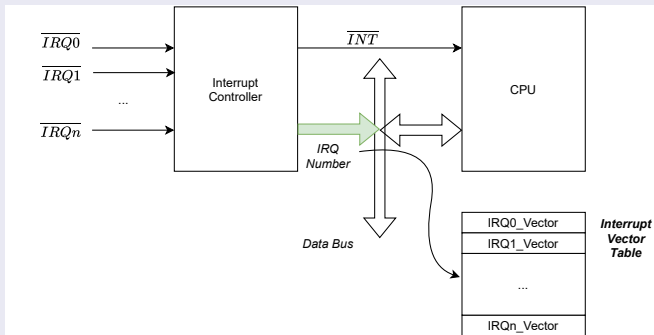 IRQ0
IRQ1
...
IRQn
Interrupt
Controller
INT
CPU
IRQ
Number
Data Bus
IRQ0_Vector
IRQ1_Vector
...
IRQn_Vector
Interrupt
Vector
Table